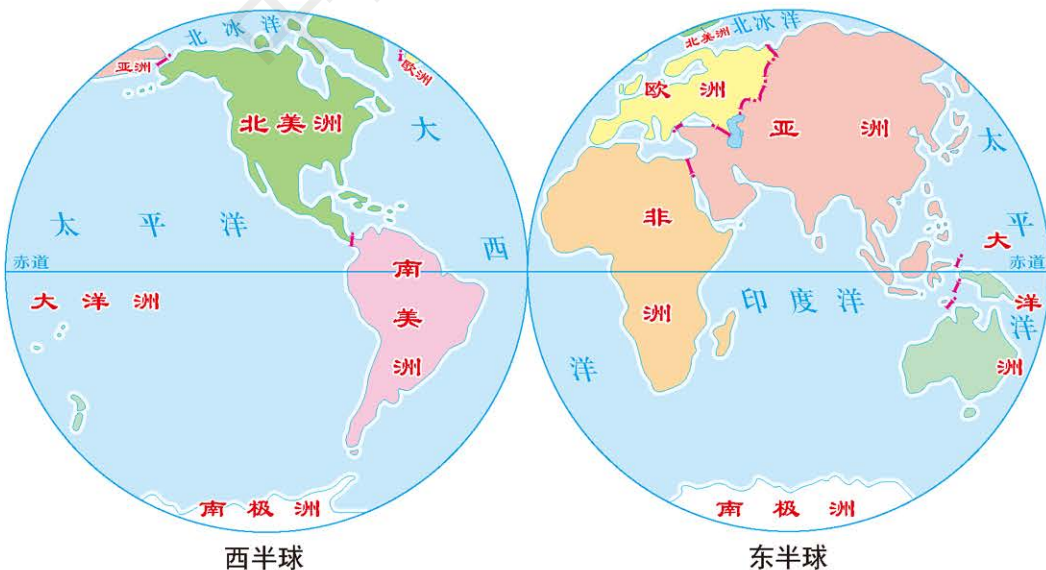 北冰洋
亚洲
欧洲
北美洲
大
太平洋
西
赤道
大洋洲
南
美
洲
南极洲
西半球
北美洲
北冰洋
欧洲
亚洲
太
非
大
平
赤道
印度洋
洋
洲
洋
洋
洲
南极洲
东半球